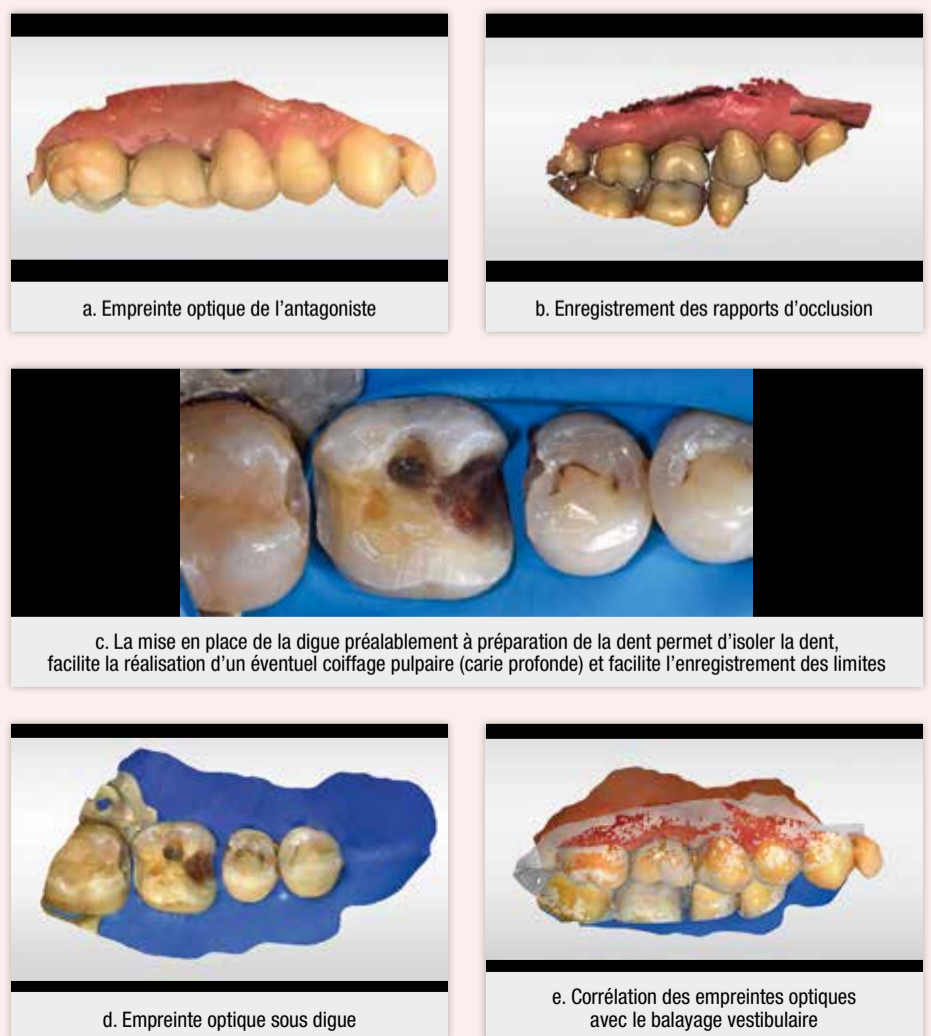 a. Empreinte optique de l'antagoniste
b. Enregistrement des rapports d'occlusion
c. La mise en place de la digue préalablement à préparation de la dent permet d'isoler la dent,
facilite la réalisation d'un éventuel coiffage pulpaire (carie profonde) et facilite l'enregistrement des limites
d. Empreinte optique sous digue
e. Corrélation des empreintes optiques
avec le balayage vestibulaire